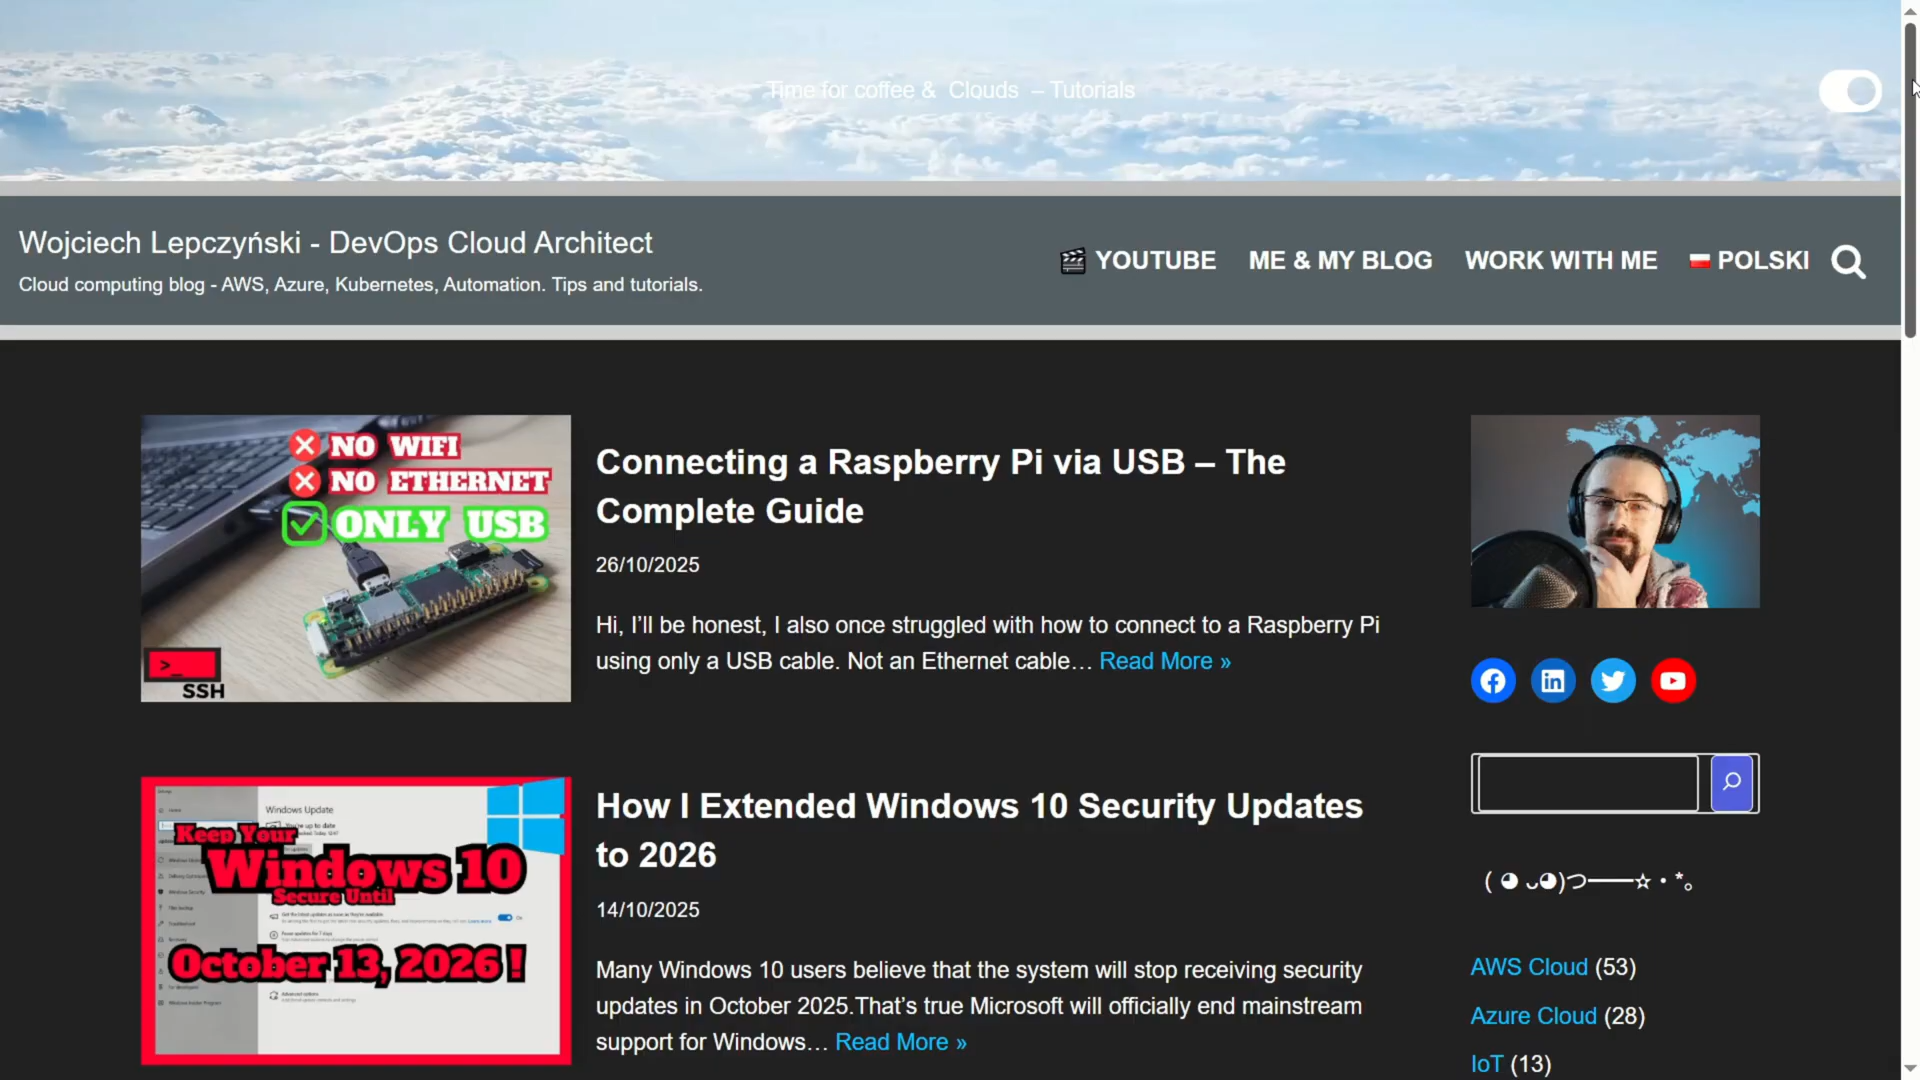 Time for coffee & Clouds – Tutorials
Wojciech Lepczyński - DevOps Cloud Architect
Cloud computing blog - AWS, Azure, Kubernetes, Automation. Tips and tutorials.
YOUTUBE
ME & MY BLOG
WORK WITH ME
POLSKI
NO WIFI
NO ETHERNET
ONLY USB
>_
SSH
Connecting a Raspberry Pi via USB – The
Complete Guide
26/10/2025
Hi, I’ll be honest, I also once struggled with how to connect to a Raspberry Pi
using only a USB cable. Not an Ethernet cable… Read More »
Windows Update
You're up to date
Keep Your
Windows 10
Secure Until
October 13, 2026 !
How I Extended Windows 10 Security Updates
to 2026
14/10/2025
Many Windows 10 users believe that the system will stop receiving security
updates in October 2025.That’s true Microsoft will officially end mainstream
support for Windows… Read More »
( ◕ ᴗ◕)つ━━☆・*。
AWS Cloud (53)
Azure Cloud (28)
IoT (13)